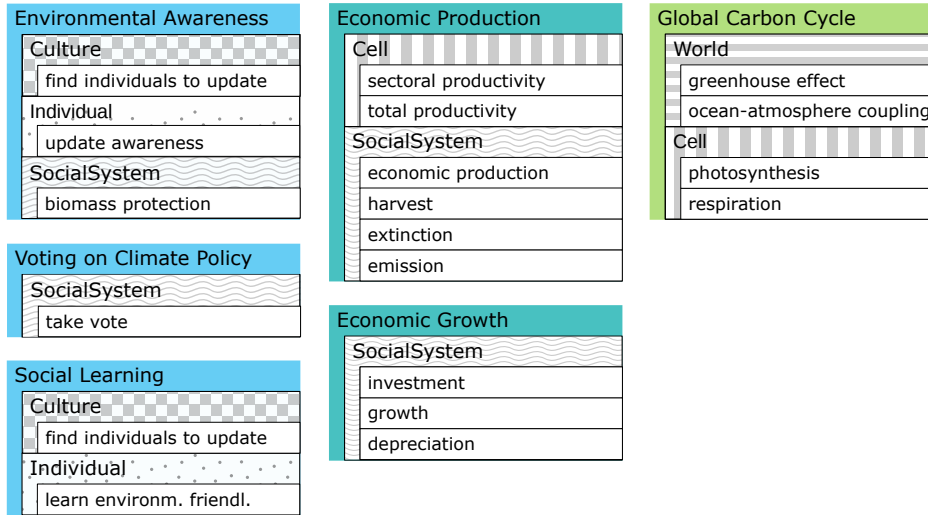 Environmental Awareness
Culture
find individuals to update
Individual
update awareness
SocialSystem
biomass protection
Voting on Climate Policy
SocialSystem
take vote
Social Learning
Culture
find individuals to update
Individual
learn environm. friendl.
Economic Production
Cell
sectoral productivity
total productivity
SocialSystem
economic production
harvest
extinction
emission
Economic Growth
SocialSystem
investment
growth
depreciation
Global Carbon Cycle
World
greenhouse effect
ocean-atmosphere coupling
Cell
photosynthesis
respiration